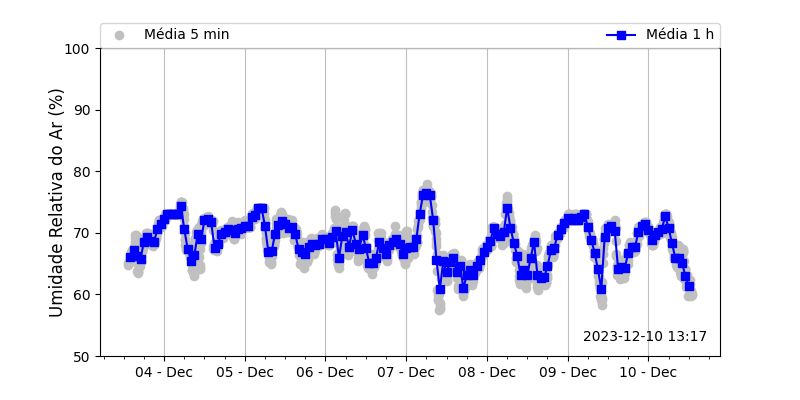 Média 5 min
Média 1 h
100
90
80
70
60
50
Umidade Relativa do Ar (%)
2023-12-10 13:17
04 - Dec
05 - Dec
06 - Dec
07 - Dec
08 - Dec
09 - Dec
10 - Dec